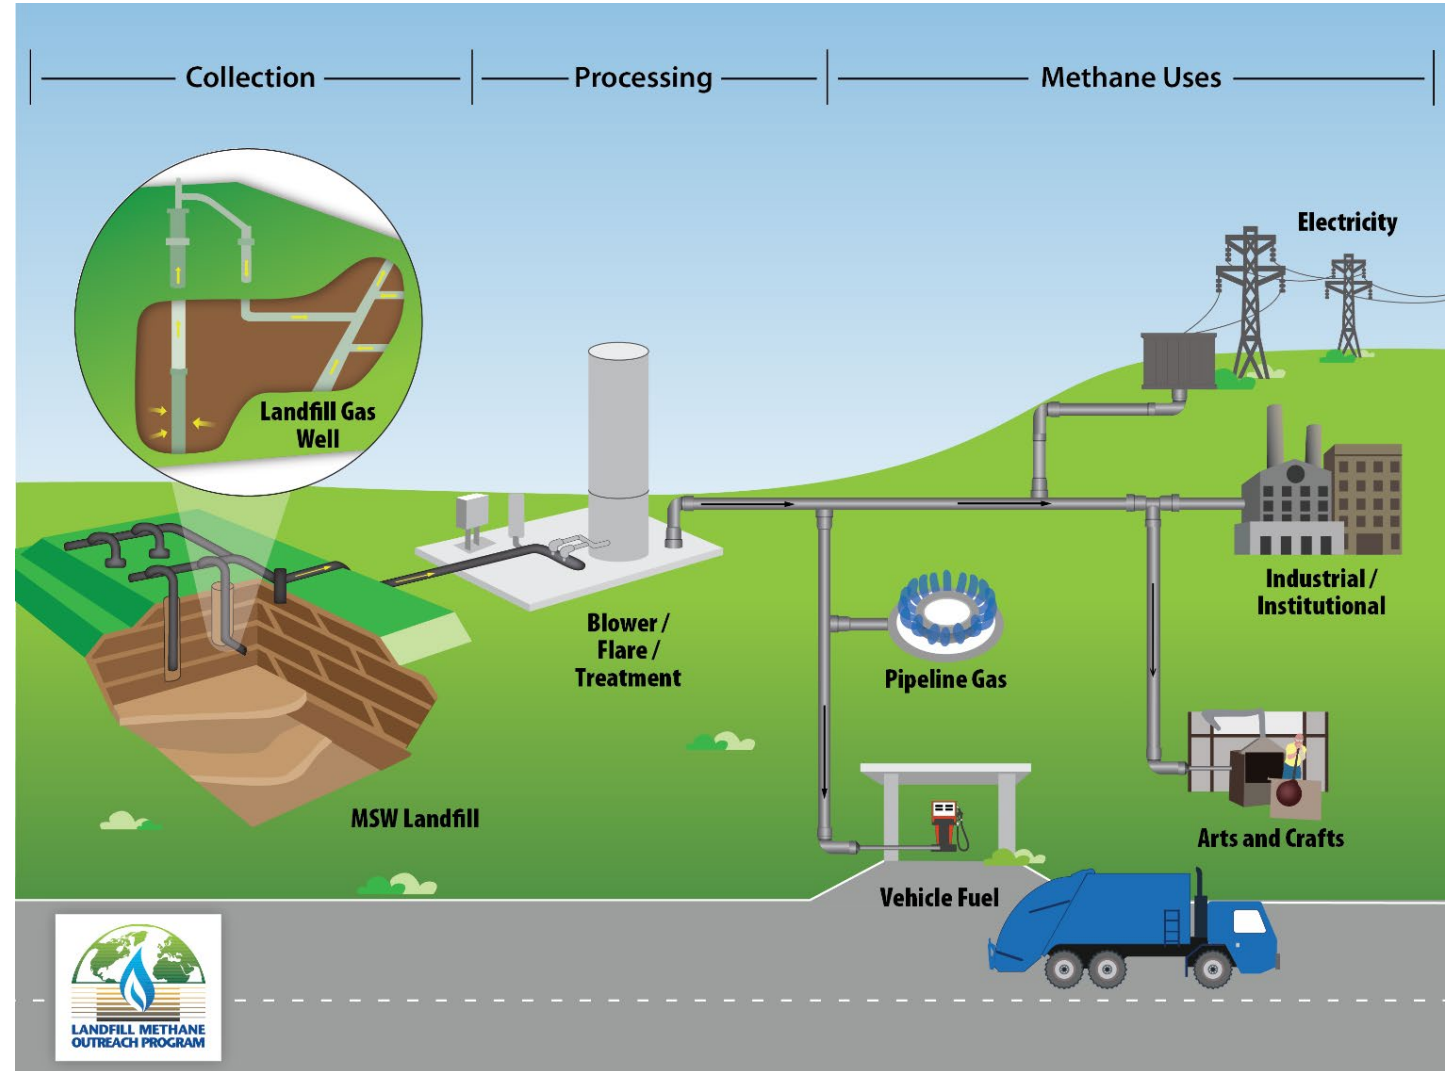 Collection
Processing
Methane Uses
Landfill Gas
Well
Electricity
Industrial /
Institutional
Blower /
Flare /
Treatment
Pipeline Gas
MSW Landfill
Arts and Crafts
Vehicle Fuel
LANDFILL METHANE
OUTREACH PROGRAM